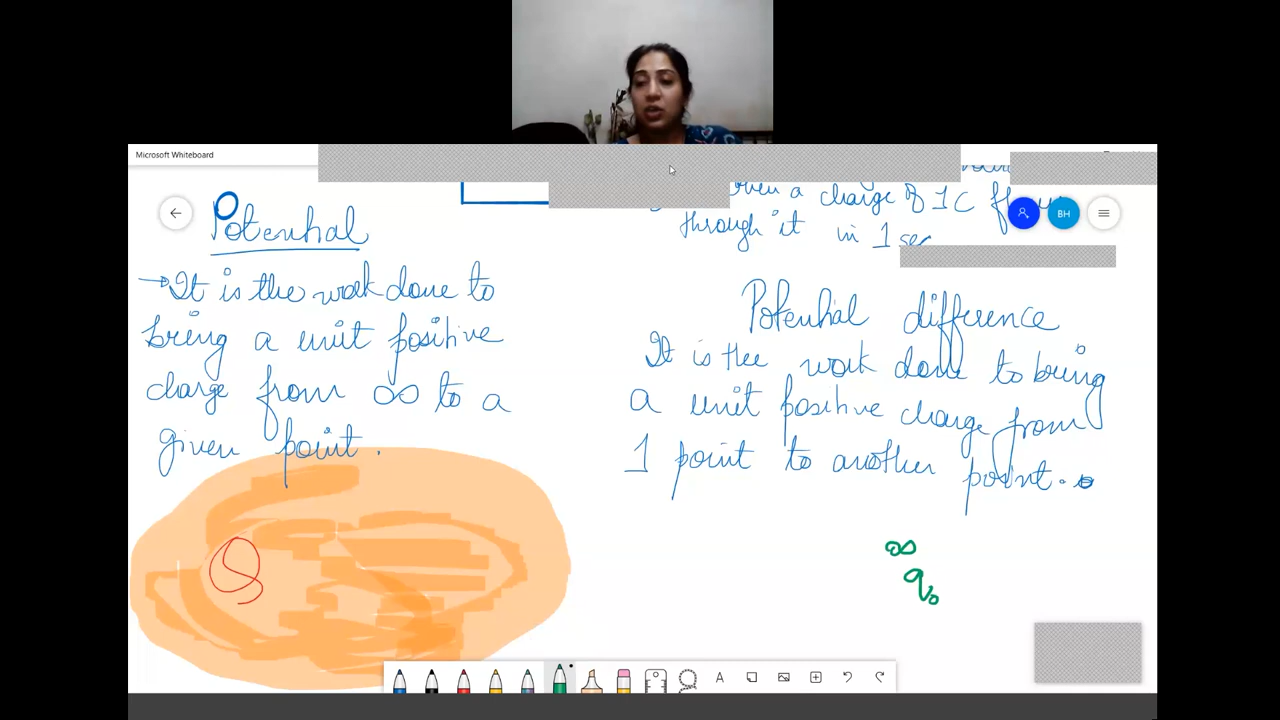 Microsoft Whiteboard
a charge of 1C
through it in 1 sec
BH
Potential
→ It is the work done to
bring a unit positive
charge from ∞ to a
given point.
Potential difference
It is the work done to bring
a unit positive charge from
1 point to another point.
Q
∞
q₀
A